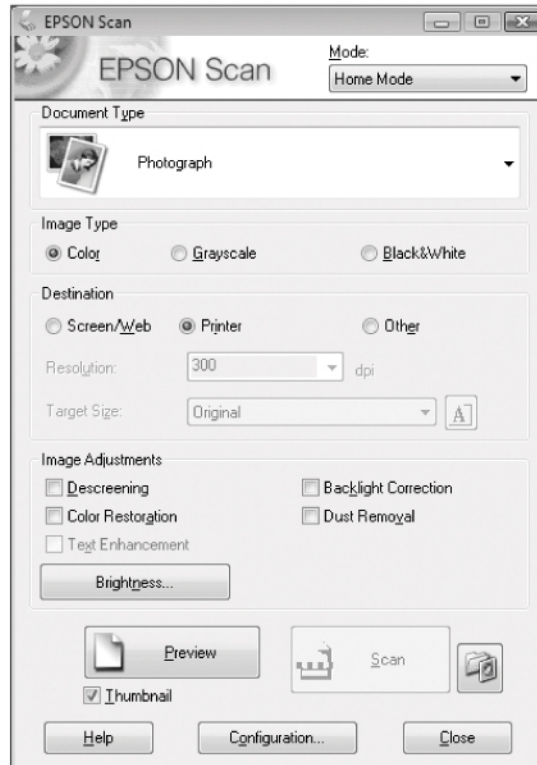 EPSON Scan
EPSON Scan
Mode:
Home Mode
Document Type
Photograph
Image Type
Color Grayscale Black&White
Destination
Screen/Web Printer Other
Resolution: 300 dpi
Target Size: Original A
Image Adjustments
Descreening Backlight Correction
Color Restoration Dust Removal
Text Enhancement
Brightness...
Preview Scan
Thumbnail
Help Configuration... Close